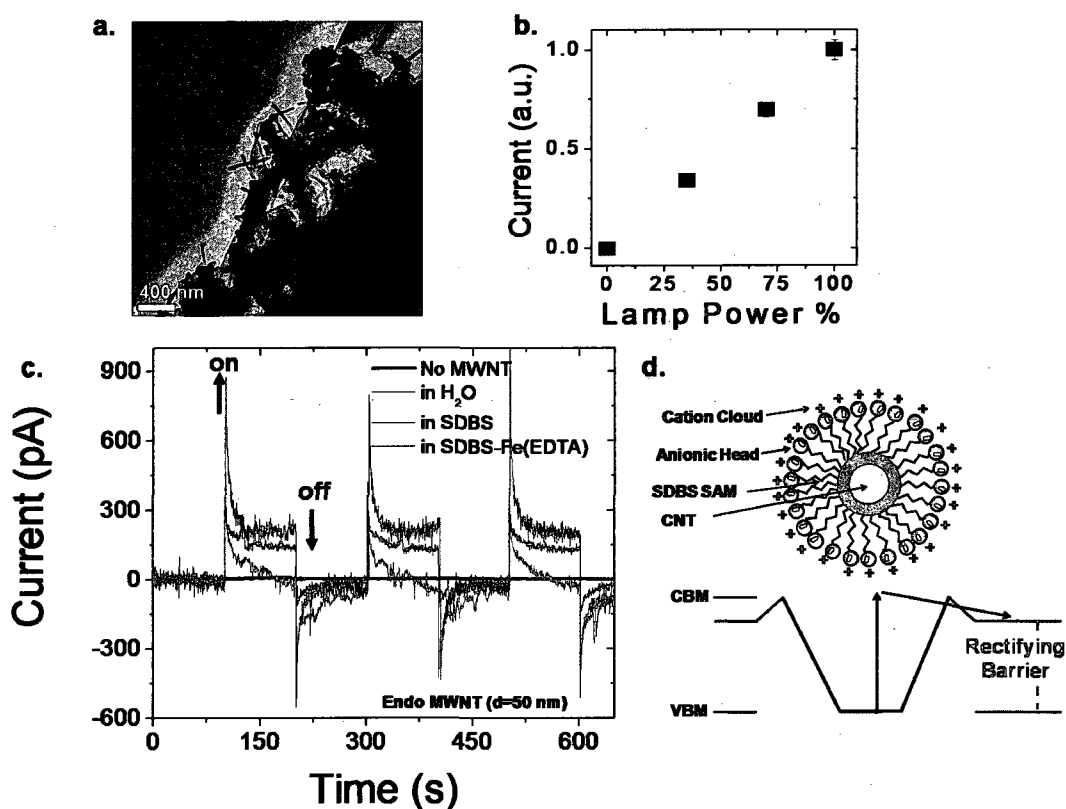 a.
400 nm
b.
Current (a.u.)
1.0
0.5
0.0
0 25 50 75 100
Lamp Power %
c.
Current (pA)
900
600
300
0
-300
-600
on
off
No MWNT
in H₂O
in SDBS
in SDBS-Fe(EDTA)
Endo MWNT (d=50 nm)
0 150 300 450 600
Time (s)
d.
Cation Cloud
Anionic Head
SDBS SAM
CNT
CBM
VBM
Rectifying
Barrier